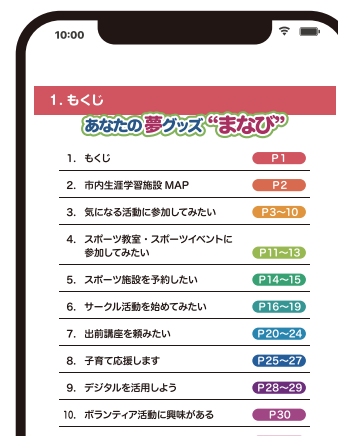 10:00
1. もくじ
あなたの夢グッズ“まなび”
1. もくじ P1
2. 市内生涯学習施設 MAP P2
3. 気になる活動に参加してみたい P3〜10
4. スポーツ教室・スポーツイベントに
参加してみたい P11〜13
5. スポーツ施設を予約したい P14〜15
6. サークル活動を始めてみたい P16〜19
7. 出前講座を頼みたい P20〜24
8. 子育て応援します P25〜27
9. デジタルを活用しよう P28〜29
10. ボランティア活動に興味がある P30